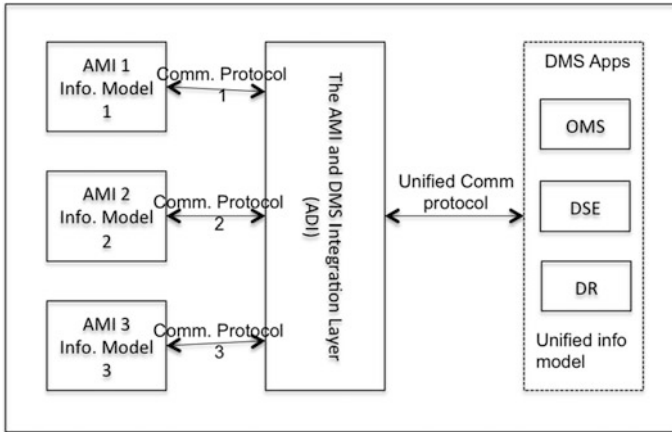 AMI 1
Info. Model
1
Comm. Protocol
1
AMI 2
Info. Model
2
Comm. Protocol
2
AMI 3
Info. Model
3
Comm. Protocol
3
The AMI and DMS Integration Layer
(ADI)
Unified Comm
protocol
DMS Apps
OMS
DSE
DR
Unified info
model